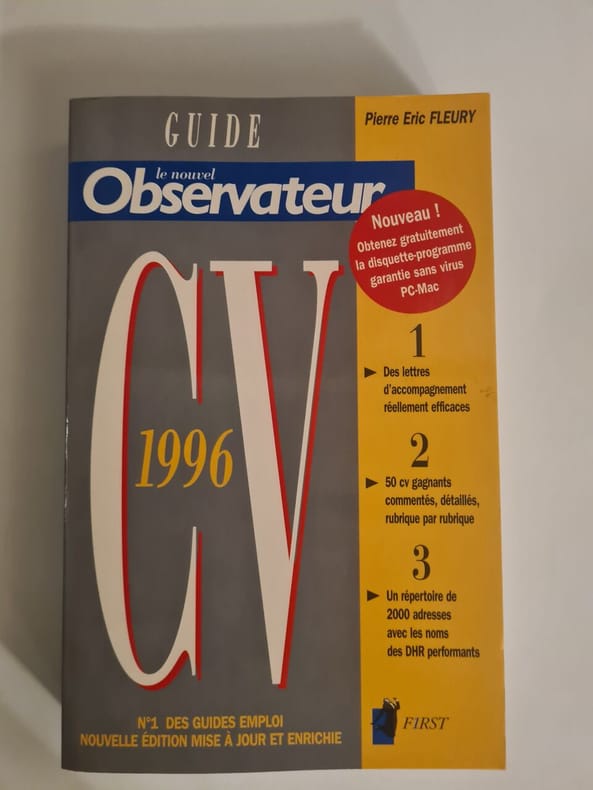 GUIDE
Pierre Eric FLEURY
le nouvel
Observateur
Nouveau !
Obtenez gratuitement
la disquette-programme
garantie sans virus
PC-Mac
CV
1996
1
Des lettres
d'accompagnement
réellement efficaces
2
50 cv gagnants
commentés, détaillés,
rubrique par rubrique
3
Un répertoire de
2000 adresses
avec les noms
des DHR performants
N°1 DES GUIDES EMPLOI
NOUVELLE ÉDITION MISE À JOUR ET ENRICHIE
F1RST